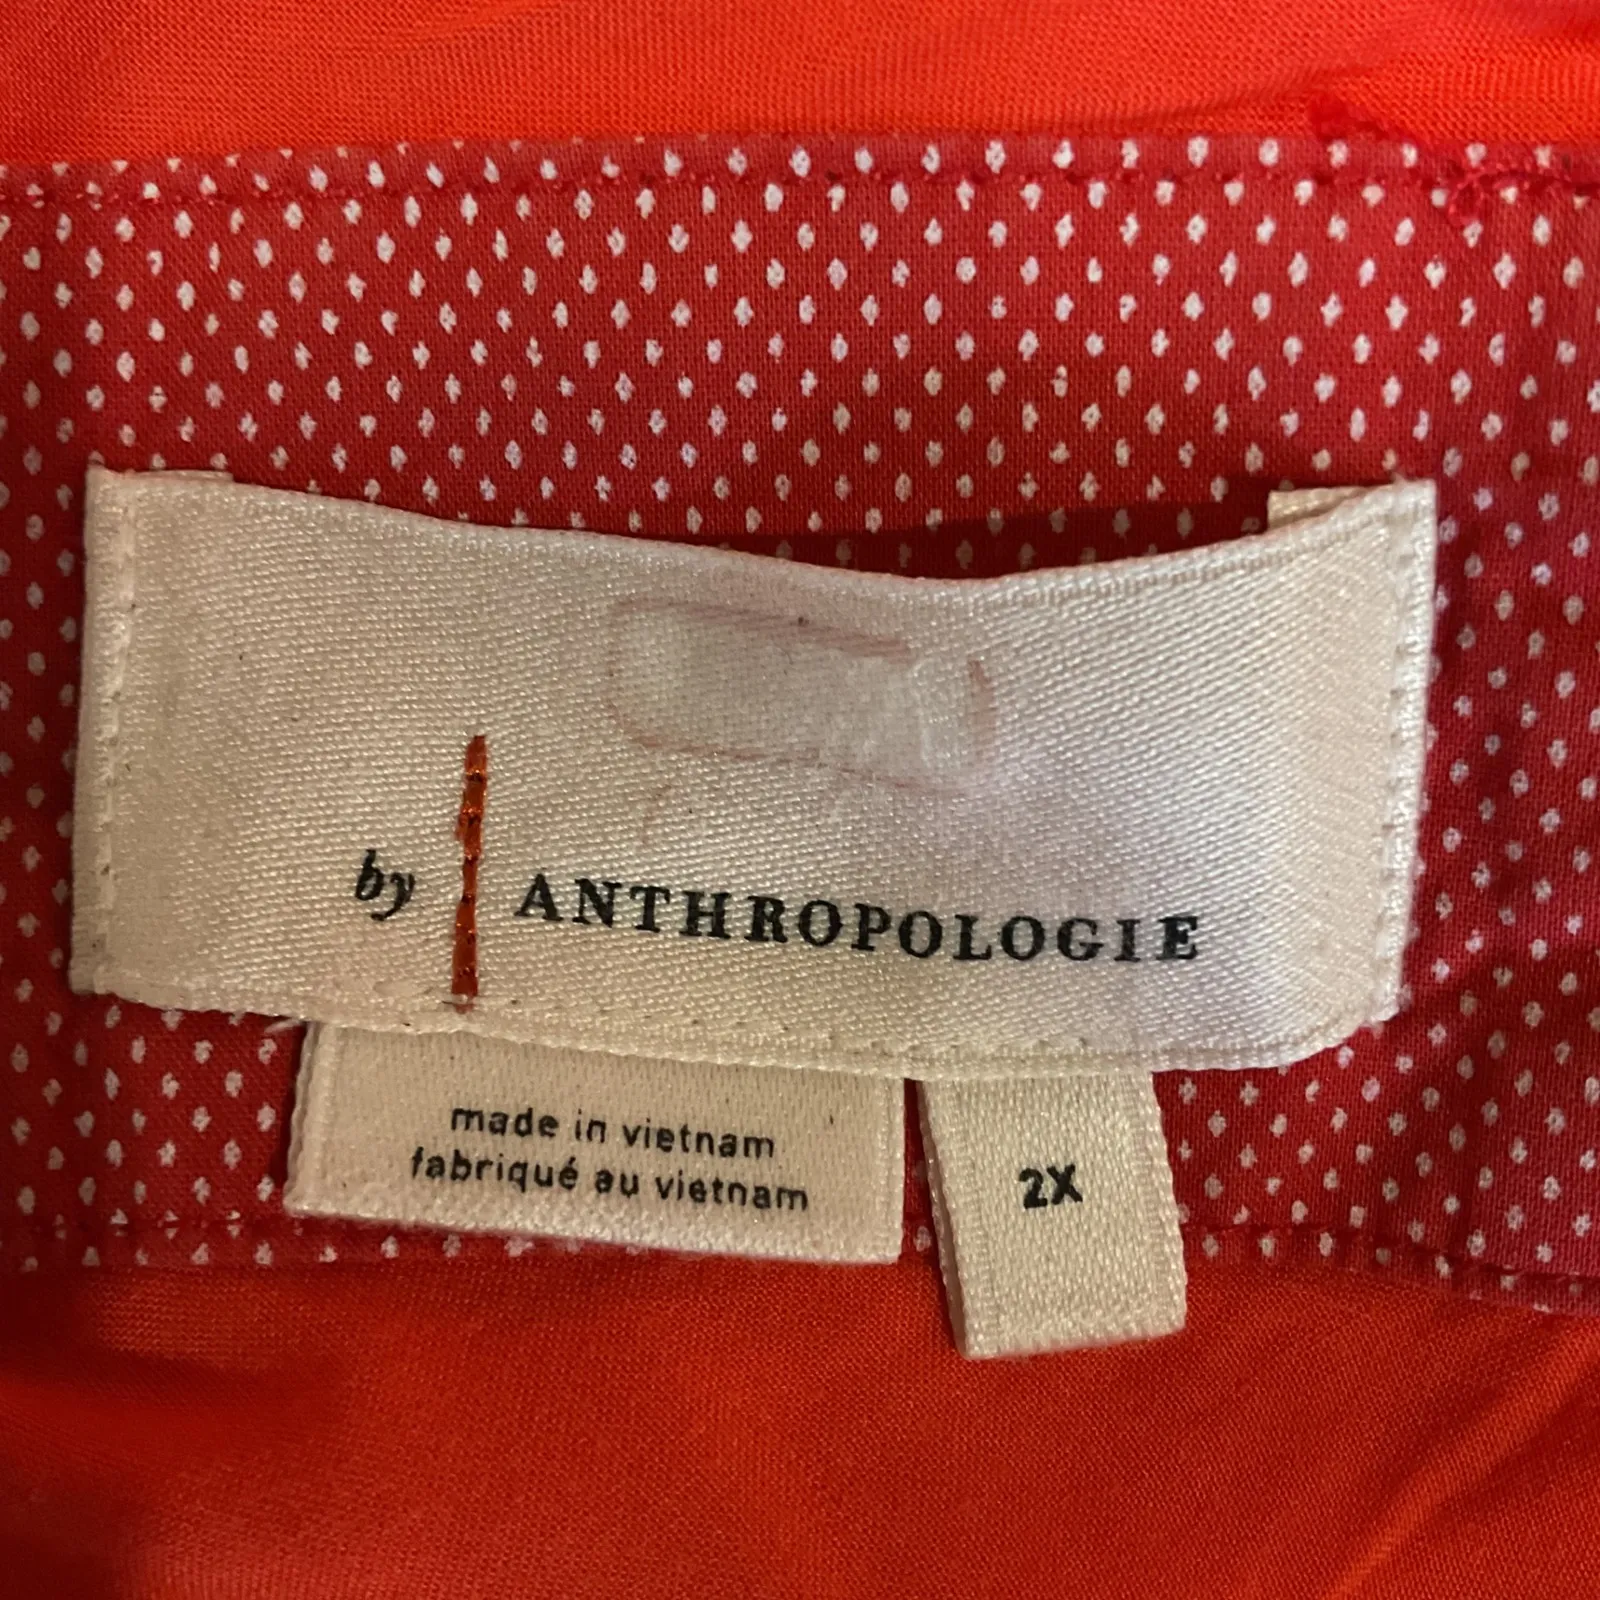 by ANTHROPOLOGIE
made in vietnam
fabriqué au vietnam
2X